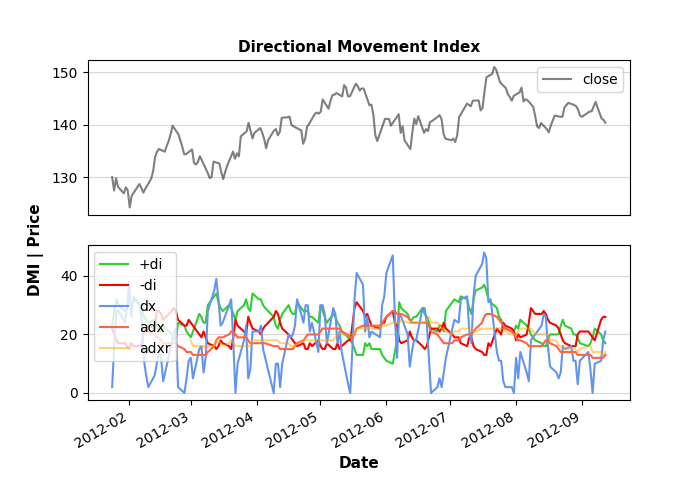 Directional Movement Index
150
140
130
close
DMI | Price
40
20
0
+di
-di
dx
adx
adxr
2012-02
2012-03
2012-04
2012-05
2012-06
2012-07
2012-08
2012-09
Date